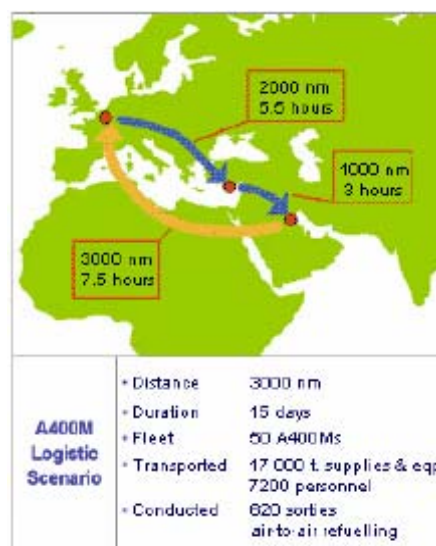 2000 nm
5.5 hours
1000 nm
3 hours
3000 nm
7.5 hours
A400M
Logistic
Scenario
• Distance 3000 nm
• Duration 15 days
• Fleet 50 A400Ms
• Transported 17 000 t. supplies & eq
7200 personnel
• Conducted 820 sorties
air-to-air refuelling